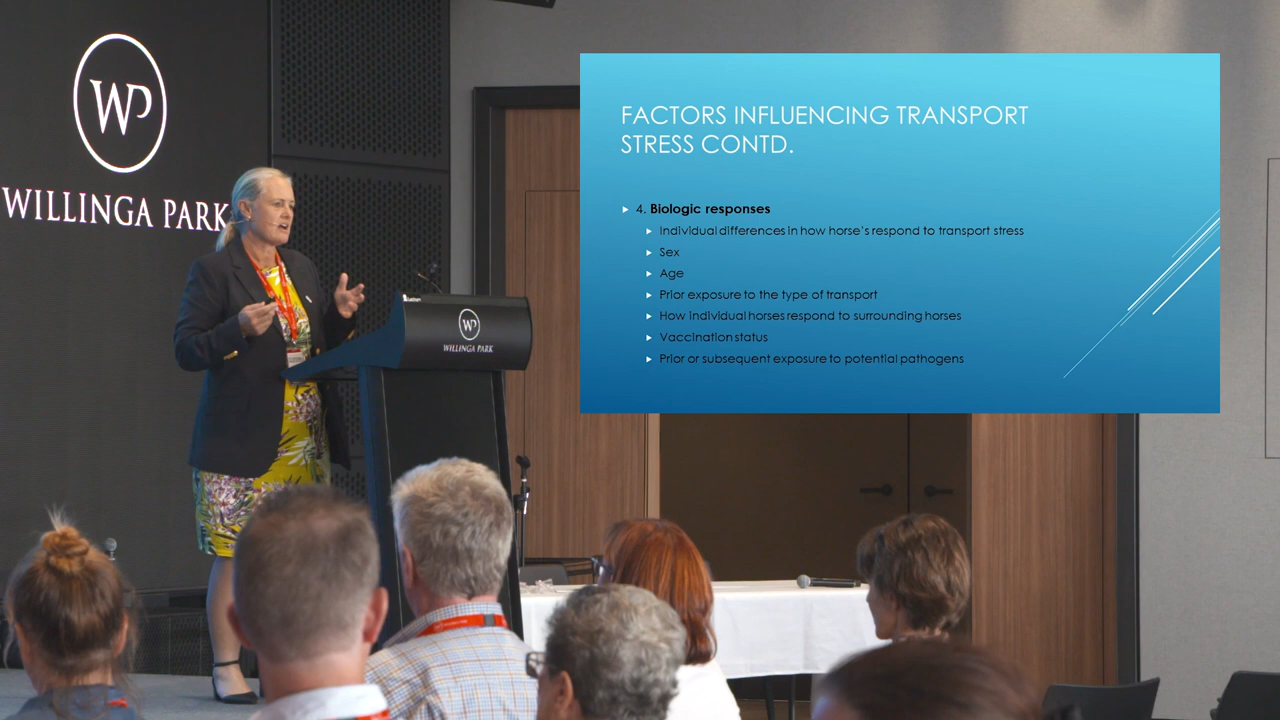 WP
WILLINGA PARK
WP
WILLINGA PARK
FACTORS INFLUENCING TRANSPORT
STRESS CONTD.
4. Biologic responses
Individual differences in how horse's respond to transport stress
Sex
Age
Prior exposure to the type of transport
How individual horses respond to surrounding horses
Vaccination status
Prior or subsequent exposure to potential pathogens